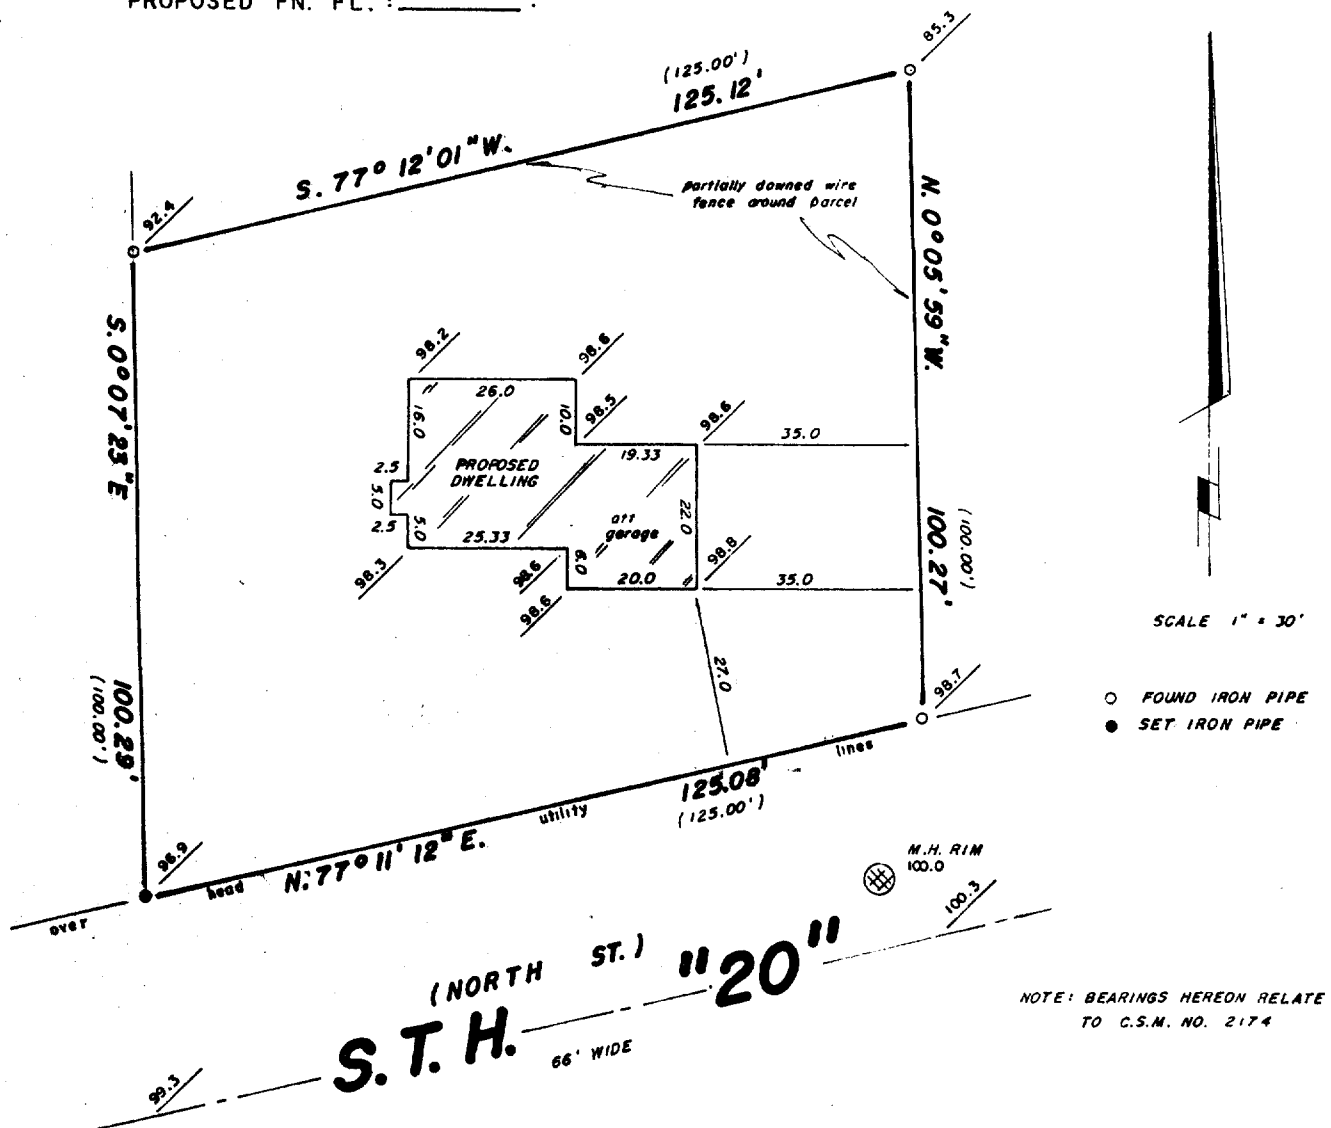 PROPOSED FN. FL. :________ .
85.3
(125.00')
125.12'
S. 77° 12' 01" W.
92.4
partially downed wire
fence around parcel
N. 0° 05' 59" W.
S. 0° 07' 23" E
98.2
98.6
26.0
16.0
10.0
98.5
98.6
35.0
19.33
PROPOSED
DWELLING
2.5
5.0
2.5
5.0
25.33
att
garage
22.0
98.8
98.3
98.6
6.0
20.0
35.0
98.6
100.27'
(100.00')
27.0
98.7
SCALE 1" = 30'
FOUND IRON PIPE
SET IRON PIPE
100.29'
(100.00')
96.9
over head utility lines
N. 77° 11' 12" E.
125.08'
(125.00')
M.H. RIM
100.0
100.3
(NORTH ST.)
S.T.H. "20"
66' WIDE
99.3
NOTE: BEARINGS HEREON RELATE
TO C.S.M. NO. 2174